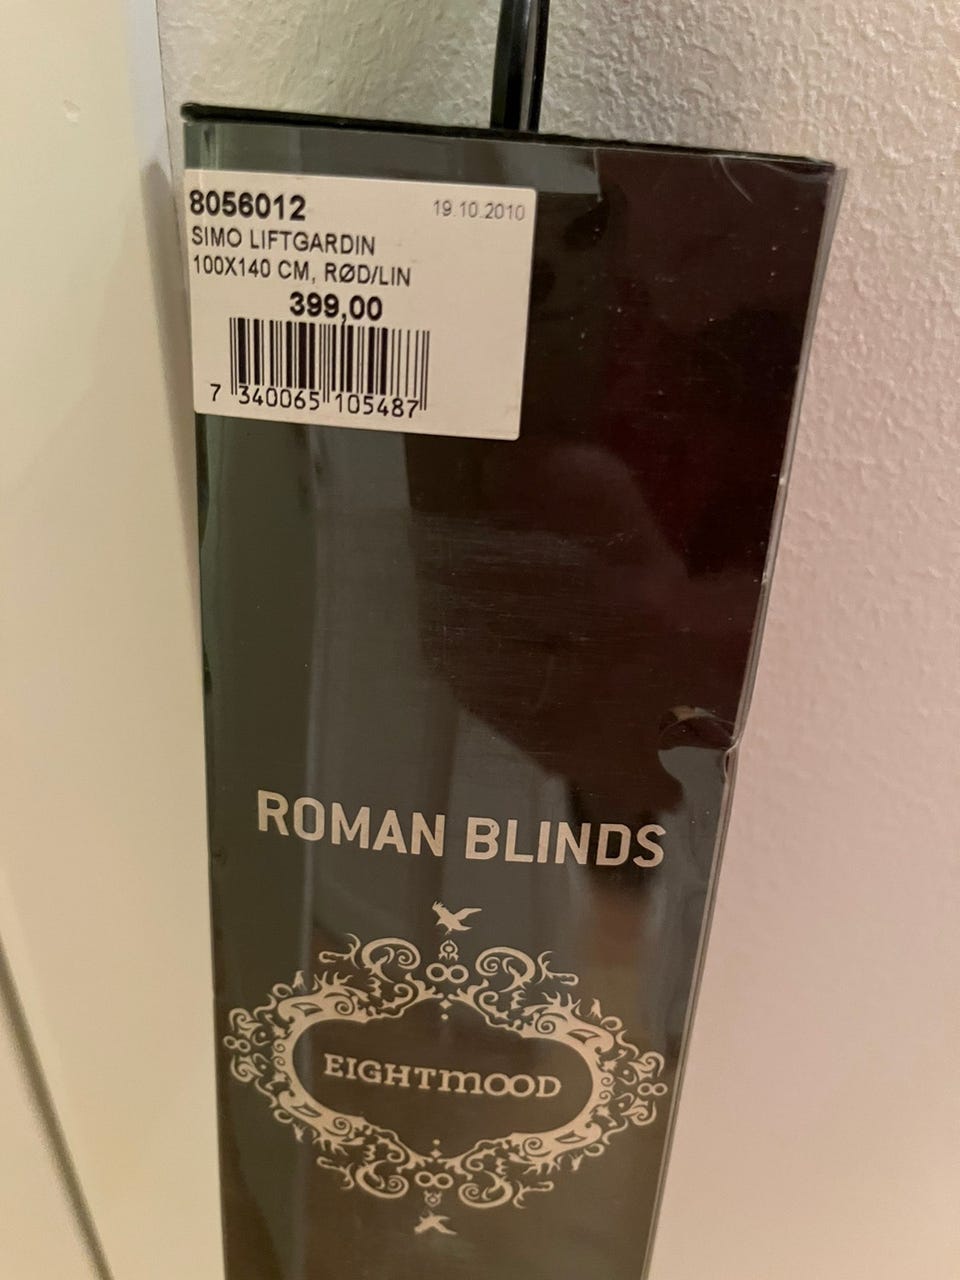 8056012 19.10.2010
SIMO LIFTGARDIN
100X140 CM, RØD/LIN
399,00
7 340065 105487
ROMAN BLINDS
EIGHTMOOD